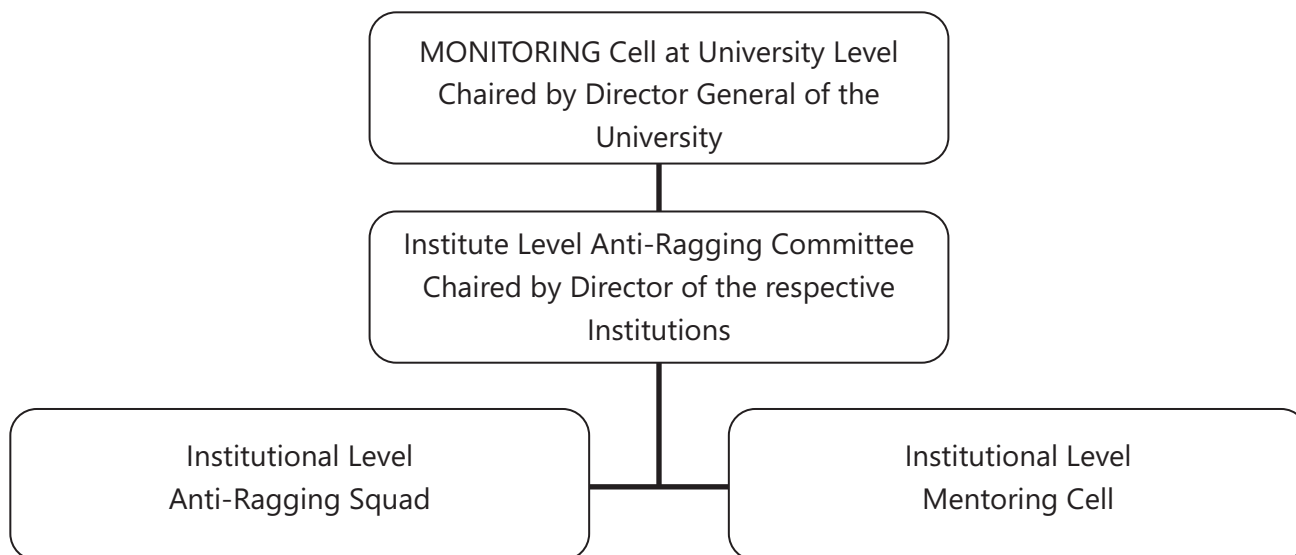 MONITORING Cell at University Level
Chaired by Director General of the
University
Institute Level Anti-Ragging Committee
Chaired by Director of the respective
Institutions
Institutional Level
Anti-Ragging Squad
Institutional Level
Mentoring Cell